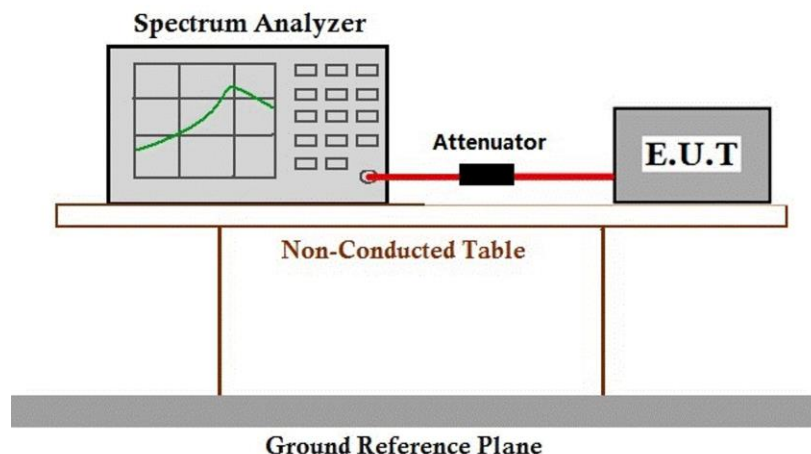 Spectrum Analyzer
Attenuator
E.U.T
Non-Conducted Table
Ground Reference Plane